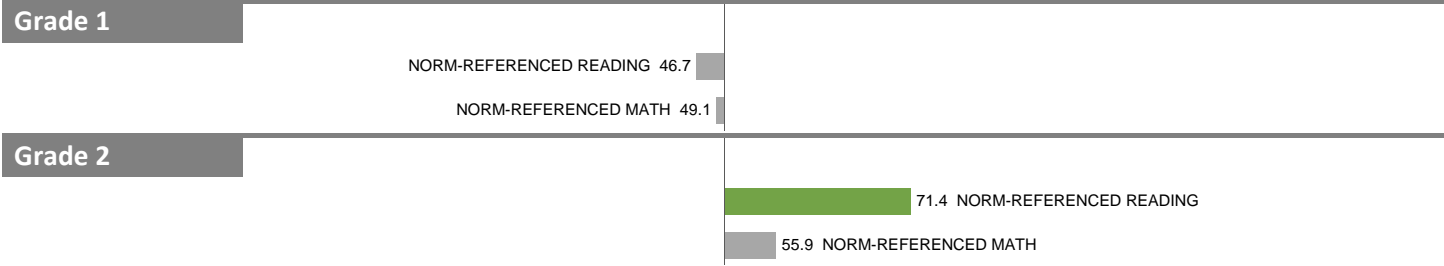 Grade 1
NORM-REFERENCED READING 46.7
NORM-REFERENCED MATH 49.1
Grade 2
71.4 NORM-REFERENCED READING
55.9 NORM-REFERENCED MATH